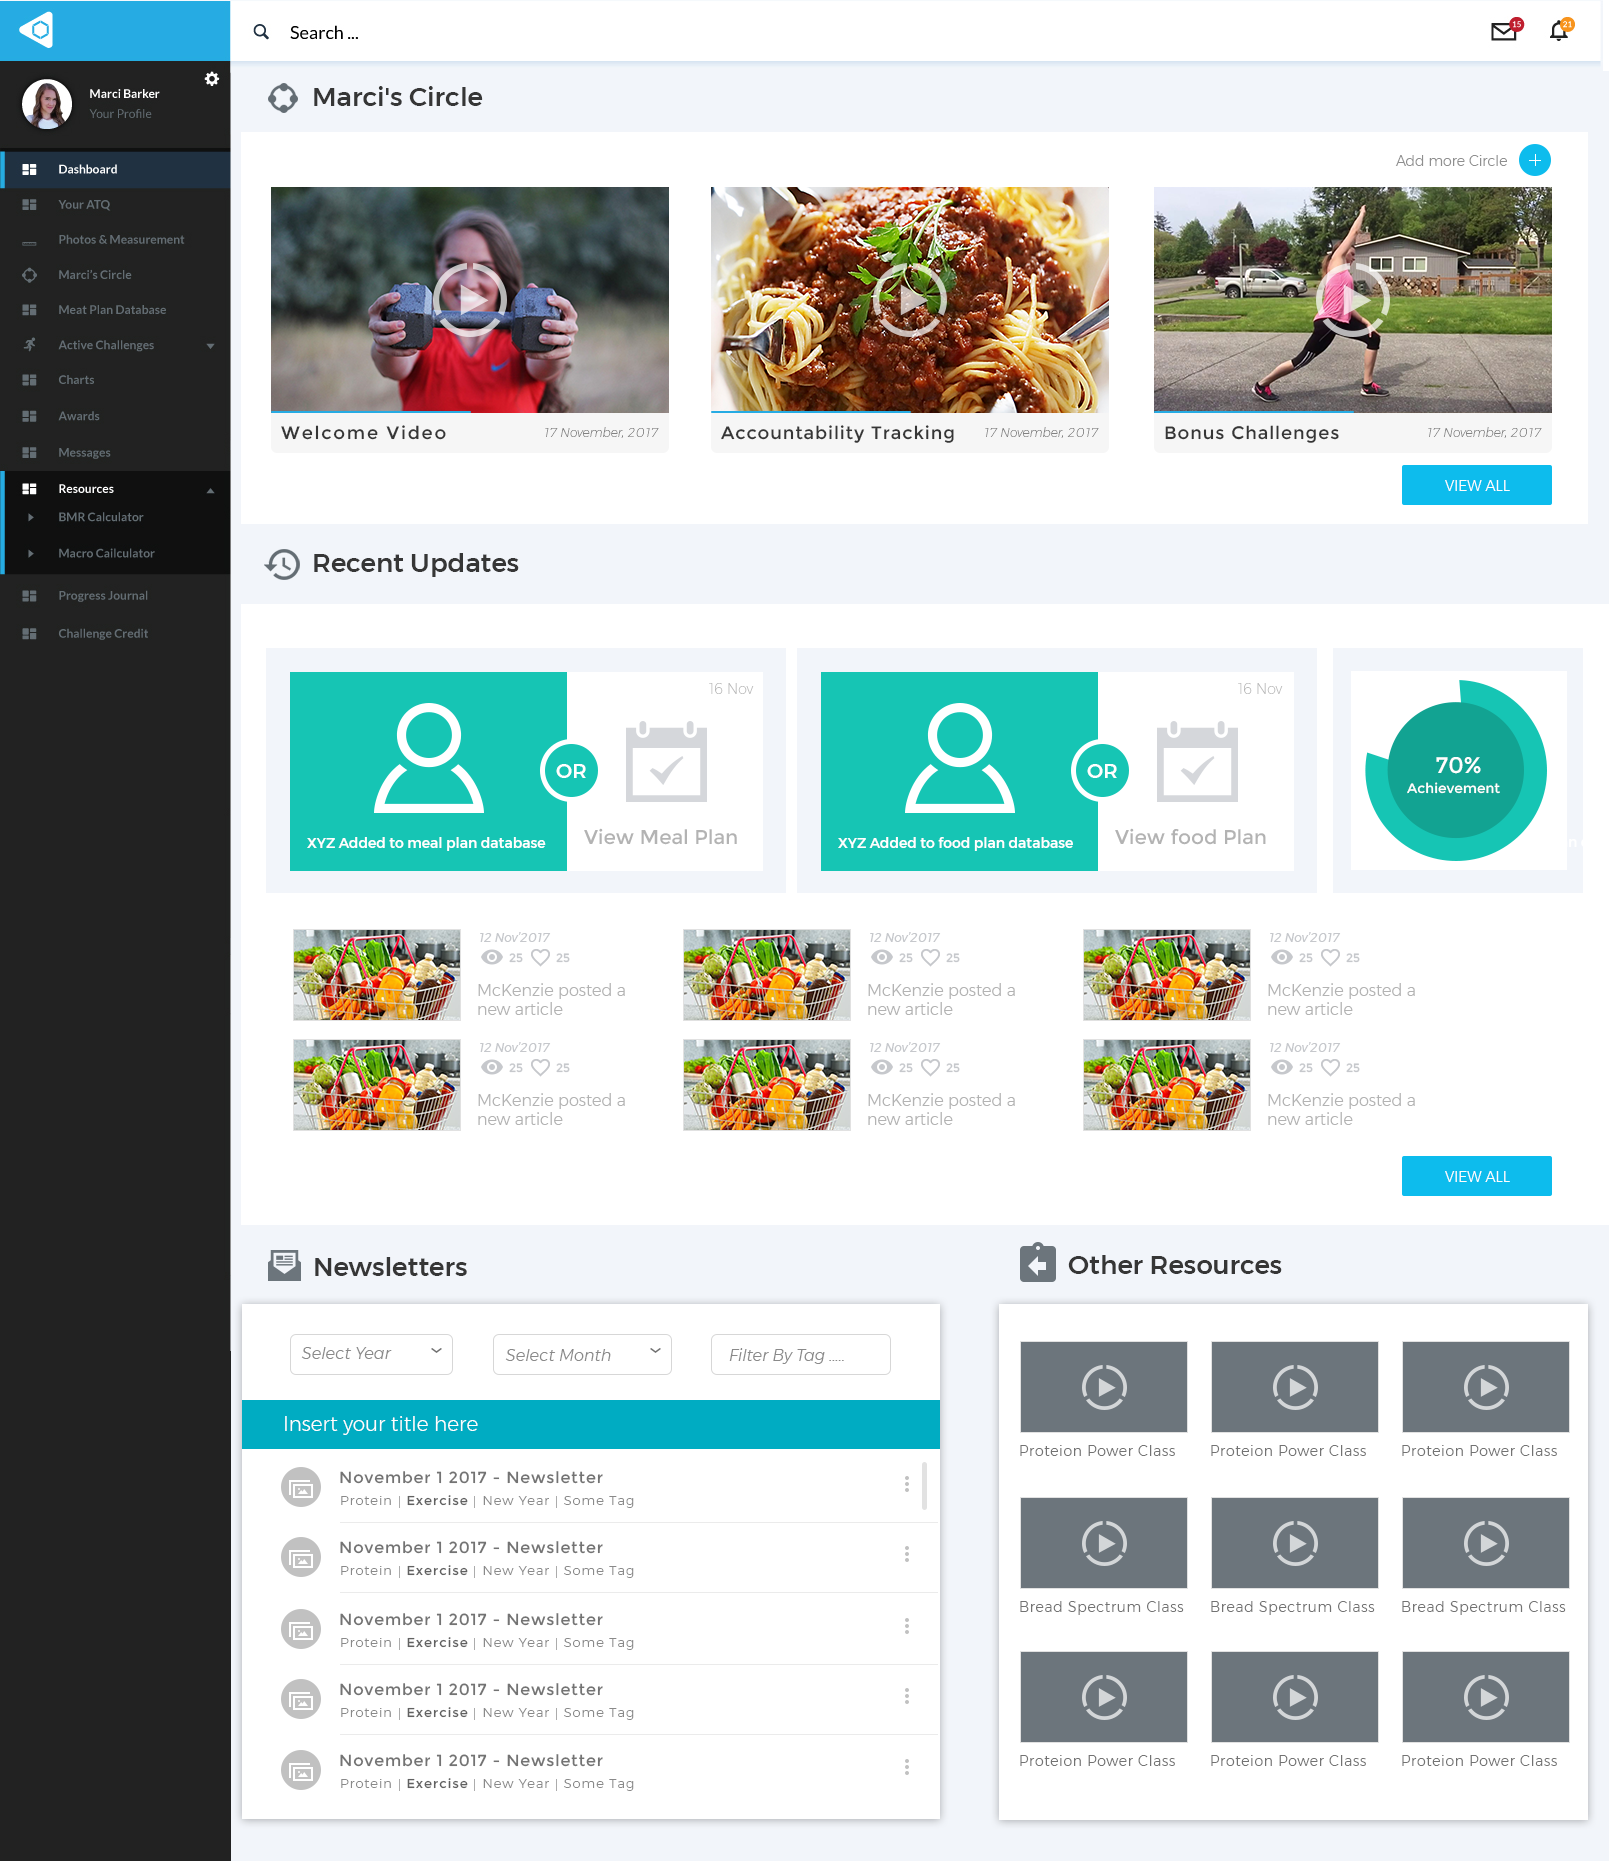 Search ...
15
21
Marci Barker
Your Profile
Dashboard
Your ATQ
Photos & Measurement
Marci's Circle
Meat Plan Database
Active Challenges
Charts
Awards
Messages
Resources
BMR Calculator
Macro Cailculator
Progress Journal
Challenge Credit
Marci's Circle
Add more Circle
Welcome Video 17 November, 2017
Accountability Tracking 17 November, 2017
Bonus Challenges 17 November, 2017
VIEW ALL
Recent Updates
16 Nov
OR
XYZ Added to meal plan database
View Meal Plan
16 Nov
OR
XYZ Added to food plan database
View food Plan
70%
Achievement
12 Nov'2017
25 25
McKenzie posted a
new article
12 Nov'2017
25 25
McKenzie posted a
new article
12 Nov'2017
25 25
McKenzie posted a
new article
12 Nov'2017
25 25
McKenzie posted a
new article
12 Nov'2017
25 25
McKenzie posted a
new article
12 Nov'2017
25 25
McKenzie posted a
new article
VIEW ALL
Newsletters
Select Year
Select Month
Filter By Tag .....
Insert your title here
November 1 2017 - Newsletter
Protein | Exercise | New Year | Some Tag
November 1 2017 - Newsletter
Protein | Exercise | New Year | Some Tag
November 1 2017 - Newsletter
Protein | Exercise | New Year | Some Tag
November 1 2017 - Newsletter
Protein | Exercise | New Year | Some Tag
November 1 2017 - Newsletter
Protein | Exercise | New Year | Some Tag
Other Resources
Proteion Power Class
Proteion Power Class
Proteion Power Class
Bread Spectrum Class
Bread Spectrum Class
Bread Spectrum Class
Proteion Power Class
Proteion Power Class
Proteion Power Class